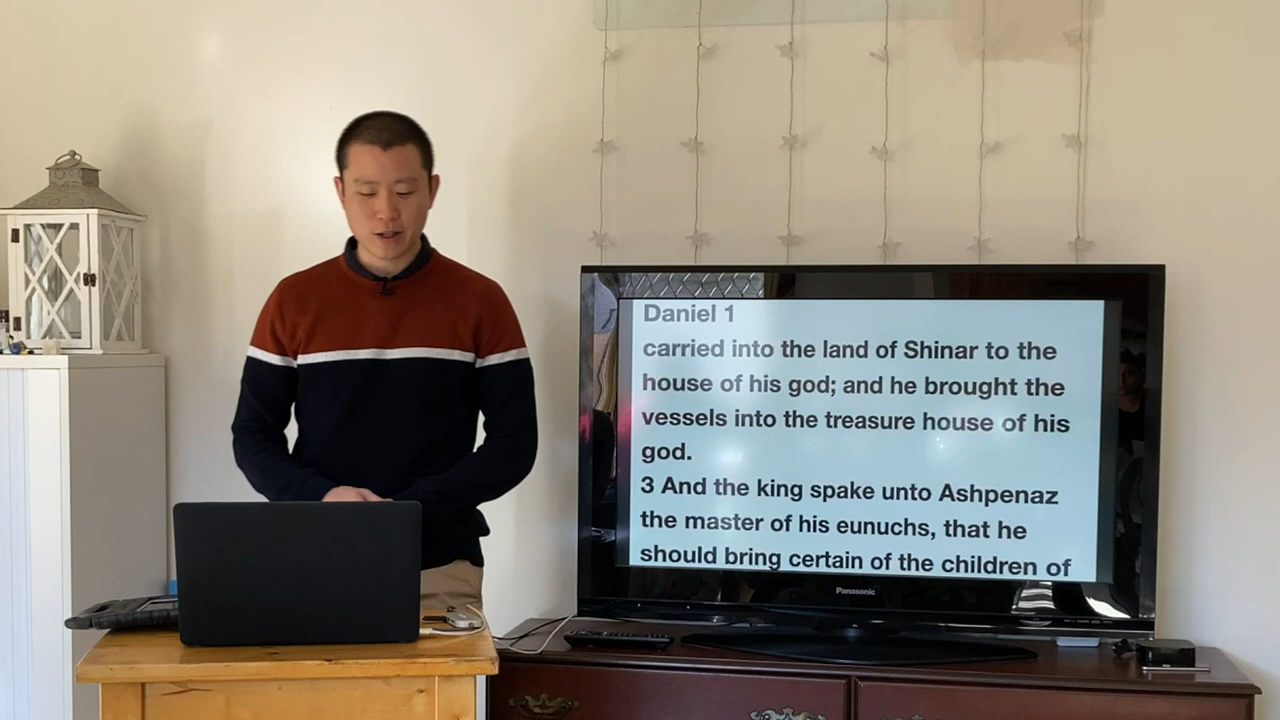 Daniel 1
carried into the land of Shinar to the
house of his god; and he brought the
vessels into the treasure house of his
god.
3 And the king spake unto Ashpenaz
the master of his eunuchs, that he
should bring certain of the children of
Panasonic